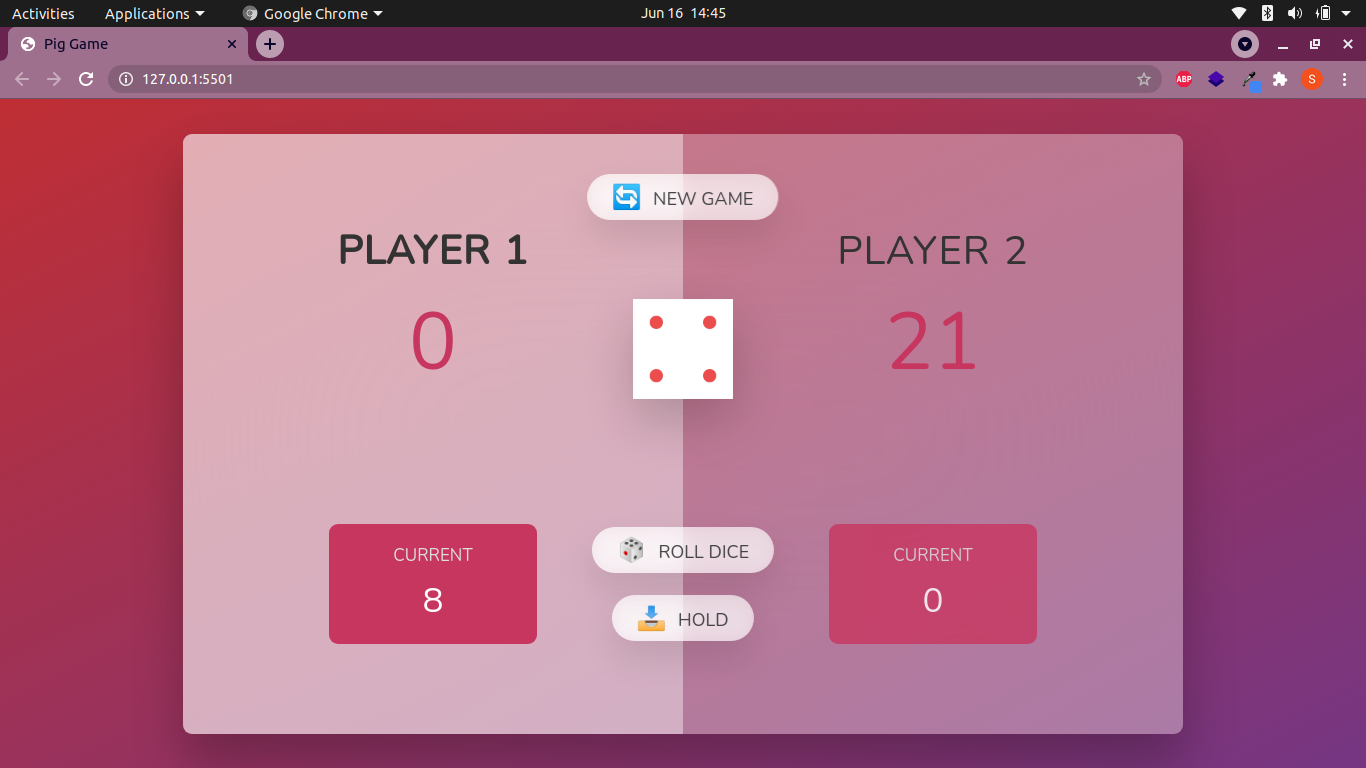 Activities Applications Google Chrome Jun 16 14:45
Pig Game
127.0.0.1:5501 ABP S
NEW GAME
PLAYER 1 PLAYER 2
0 21
CURRENT ROLL DICE CURRENT
8 0
HOLD